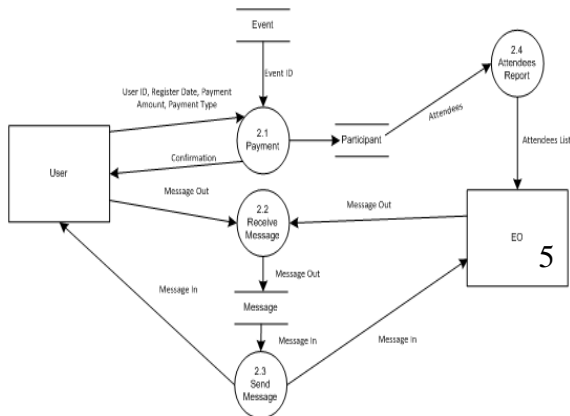 Event
Event ID
2.4
Attendees
Report
User ID, Register Date, Payment
Amount, Payment Type
2.1
Payment
Participant
Attendees
Attendees List
Confirmation
User
Message Out
Message Out
2.2
Receive
Message
EO
5
Message Out
Message In
Message
Message In
Message In
2.3
Send
Message